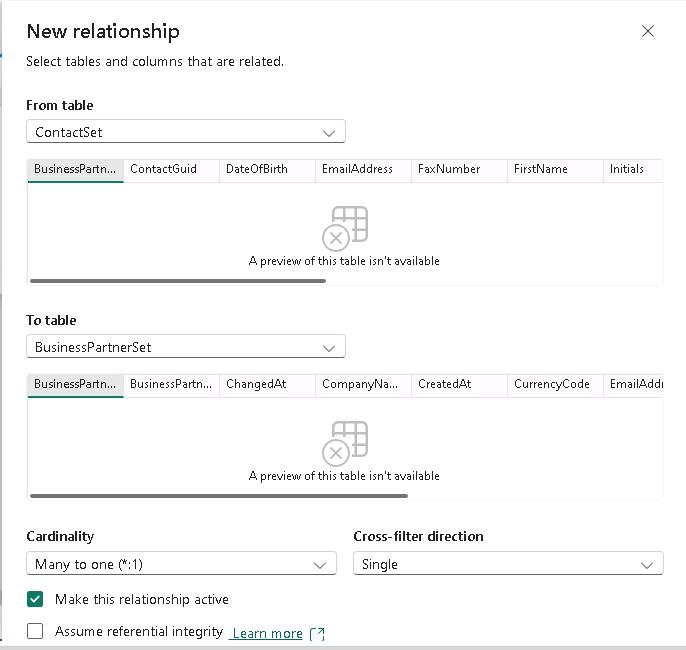 New relationship
Select tables and columns that are related.
From table
ContactSet
BusinessPartn... ContactGuid DateOfBirth EmailAddress FaxNumber FirstName Initials
A preview of this table isn't available
To table
BusinessPartnerSet
BusinessPartn... BusinessPartn... ChangedAt CompanyNa... CreatedAt CurrencyCode EmailAddr
A preview of this table isn't available
Cardinality Cross-filter direction
Many to one (*:1) Single
Make this relationship active
Assume referential integrity Learn more